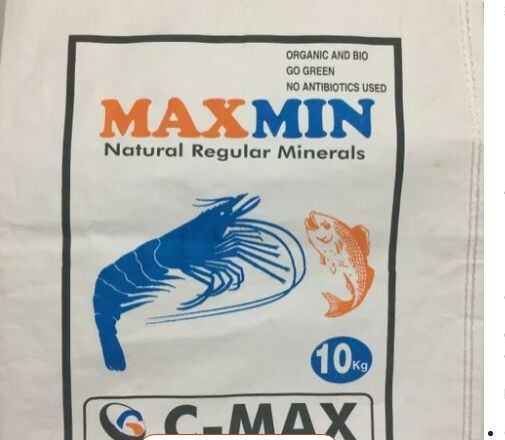 ORGANIC AND BIO
GO GREEN
NO ANTIBIOTICS USED
MAXMIN
Natural Regular Minerals
10Kg
C-MAX